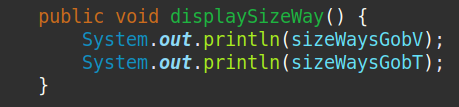 public void displaySizeWay() {
System.out.println(sizeWaysGobV);
System.out.println(sizeWaysGobT);
}